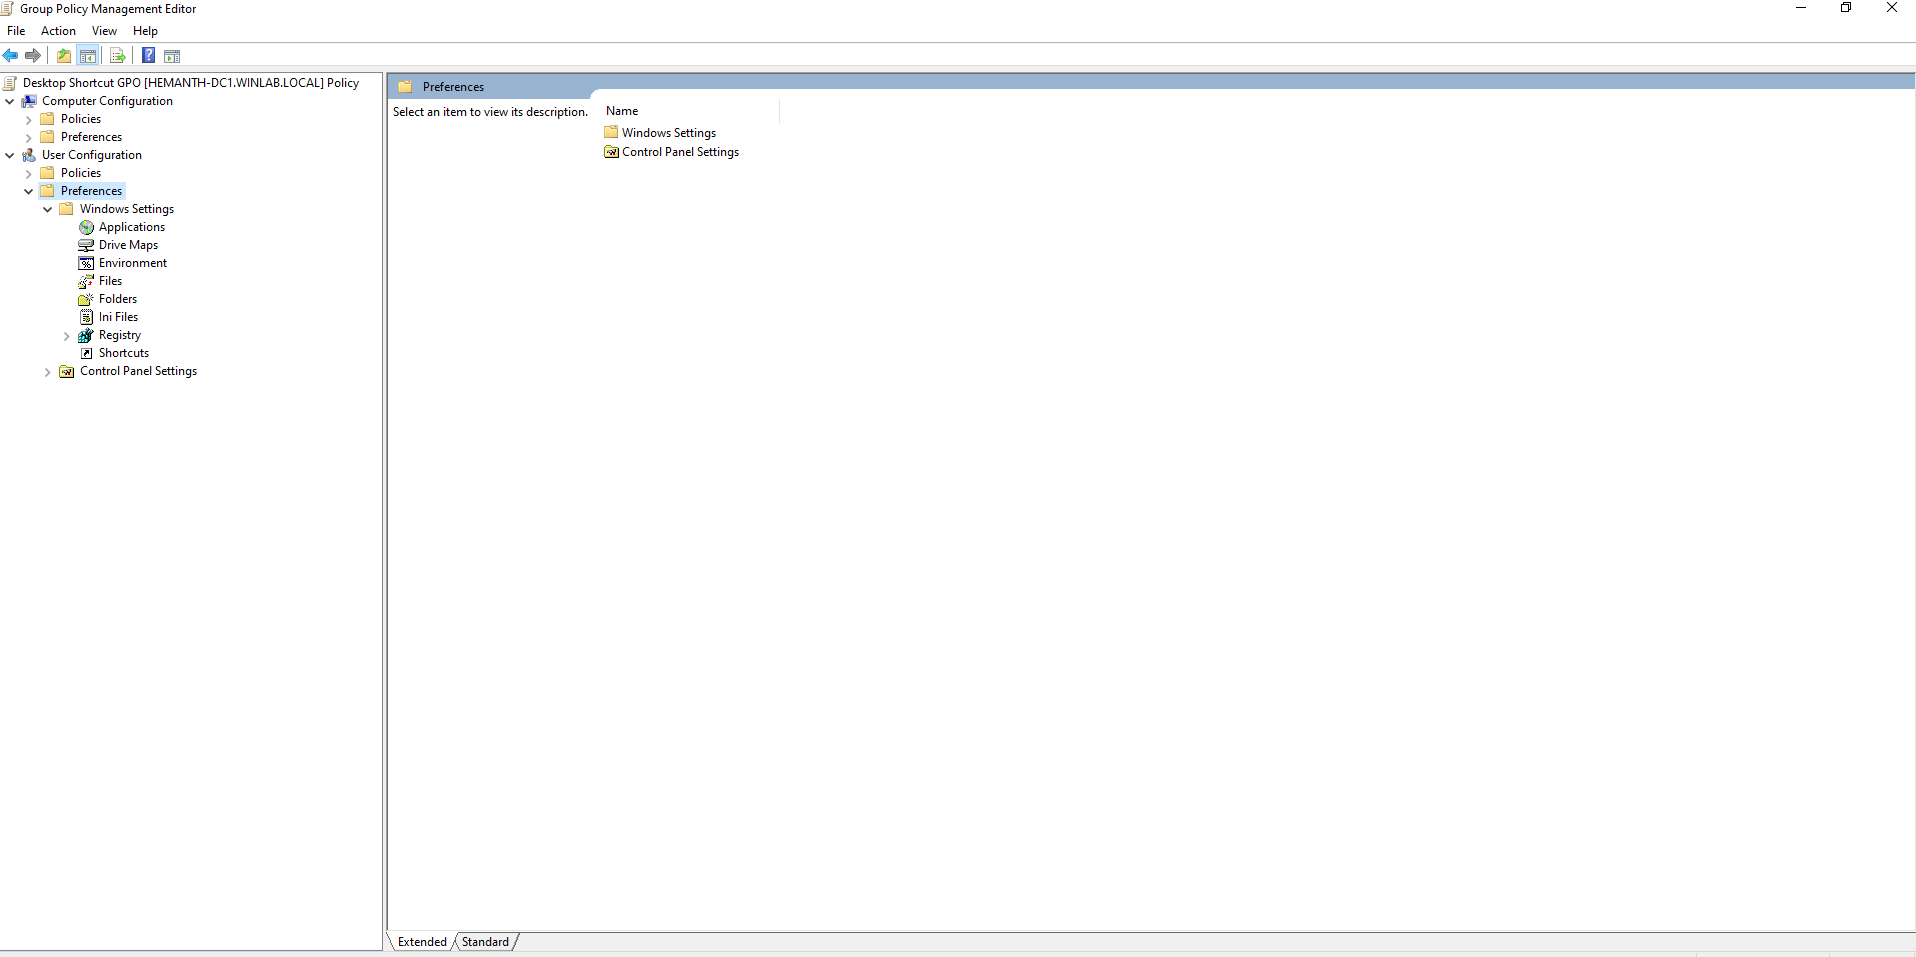 Group Policy Management Editor
File Action View Help
Desktop Shortcut GPO [HEMANTH-DC1.WINLAB.LOCAL] Policy
Computer Configuration
Policies
Preferences
User Configuration
Policies
Preferences
Windows Settings
Applications
Drive Maps
Environment
Files
Folders
Ini Files
Registry
Shortcuts
Control Panel Settings
Preferences
Select an item to view its description.
Name
Windows Settings
Control Panel Settings
Extended Standard